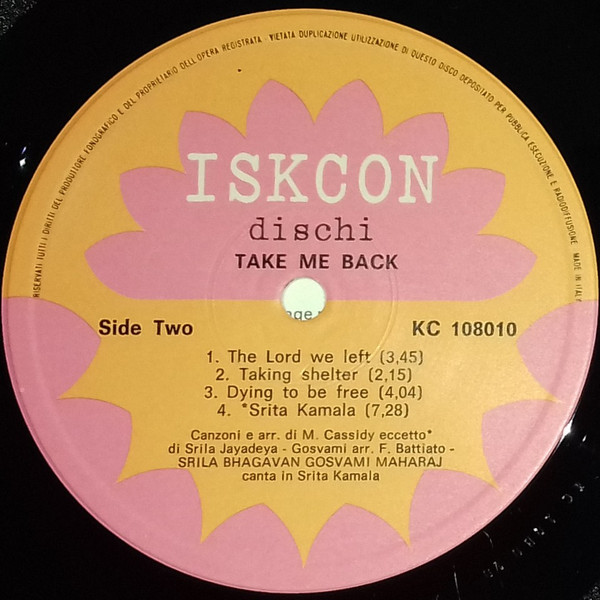 RISERVATI TUTTI I DIRITTI DEL PRODUTTORE FONOGRAFICO E DEL PROPRIETARIO DELL'OPERA REGISTRATA - VIETATA DUPLICAZIONE UTILIZZAZIONE DI QUESTO DISCO DEPOSITATO PER PUBBLICA ESECUZIONE E RADIODIFFUSIONE. MADE IN ITALY
ISKCON
dischi
TAKE ME BACK
Side Two
KC 108010
1. The Lord we left (3,45)
2. Taking shelter (2,15)
3. Dying to be free (4,04)
4. *Srita Kamala (7,28)
Canzoni e arr. di M. Cassidy eccetto*
di Srila Jayadeya - Gosvami arr. F. Battiato -
SRILA BHAGAVAN GOSVAMI MAHARAJ
canta in Srita Kamala